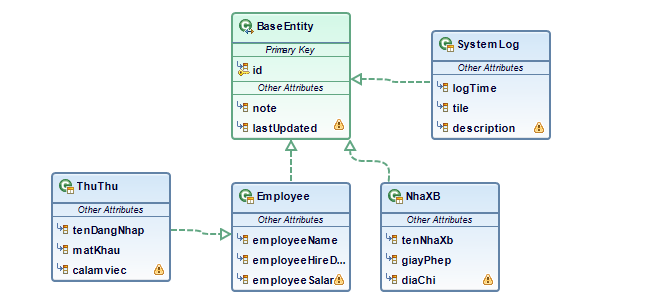 BaseEntity
Primary Key
id
Other Attributes
note
lastUpdated
SystemLog
Other Attributes
logTime
tile
description
ThuThu
Other Attributes
tenDangNhap
matKhau
calamviec
Employee
Other Attributes
employeeName
employeeHireD...
employeeSalar
NhaXB
Other Attributes
tenNhaXb
giayPhep
diaChi